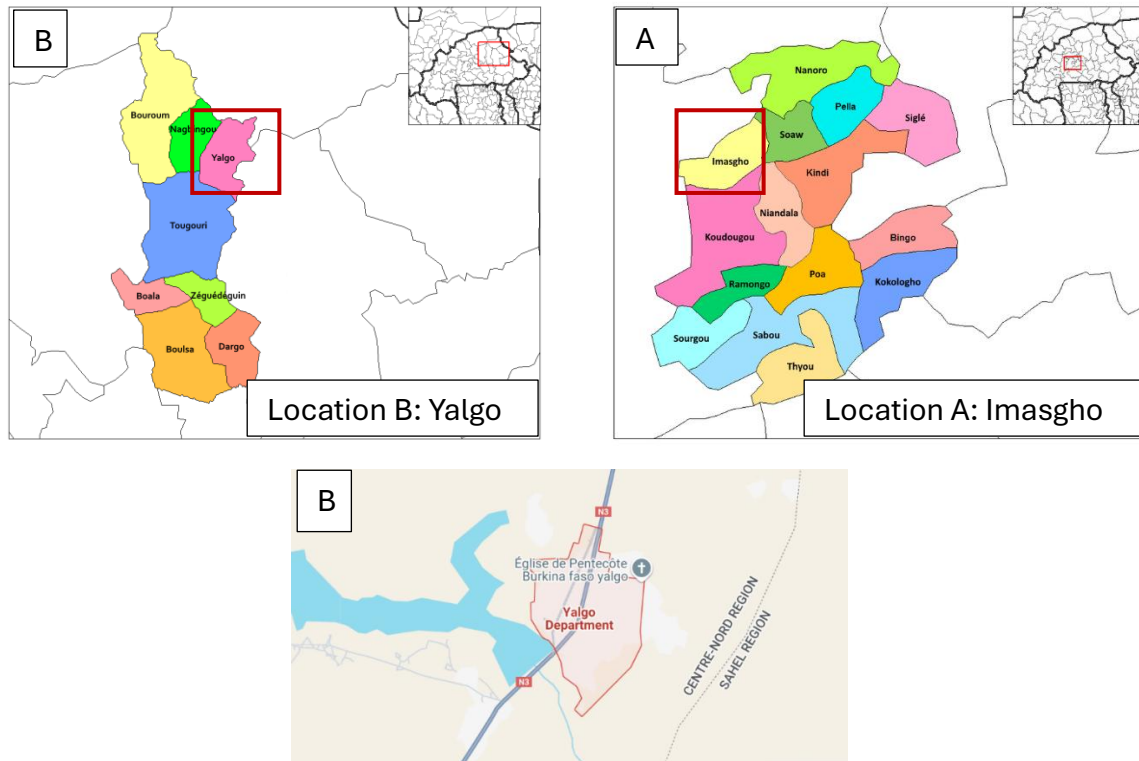 B
Bouroum
Nagbingou
Yalgo
Tougouri
Boala
Zéguédéguin
Boulsa
Dargo
Location B: Yalgo
A
Nanoro
Pella
Siglé
Soaw
Imasgho
Kindi
Niandala
Koudougou
Bingo
Poa
Ramongo
Kokologho
Sourgou
Sabou
Thyou
Location A: Imasgho
B
N3
Église de Pentecôte
Burkina faso yalgo
Yalgo
Department
N3
CENTRE-NORD REGION
SAHEL REGION